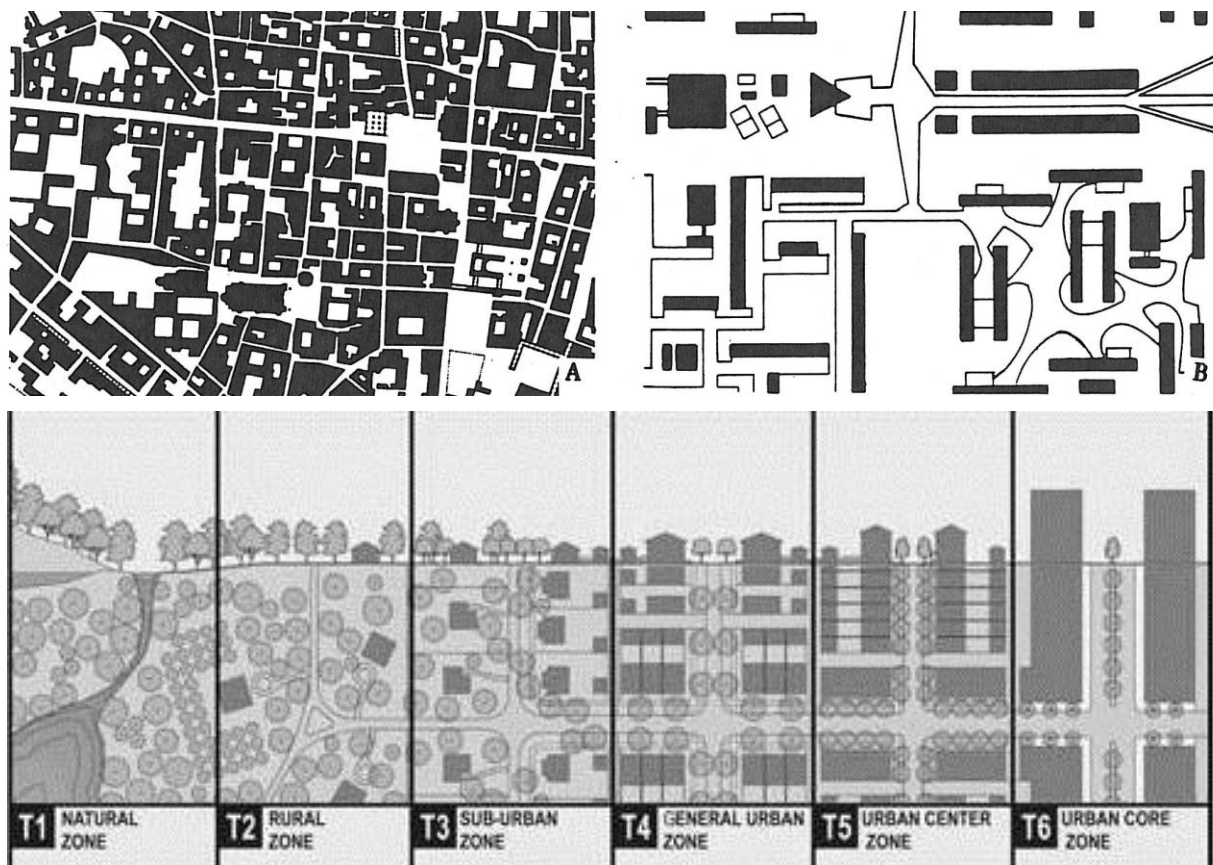 A
B
T1 NATURAL
ZONE
T2 RURAL
ZONE
T3 SUB-URBAN
ZONE
T4 GENERAL URBAN
ZONE
T5 URBAN CENTER
ZONE
T6 URBAN CORE
ZONE